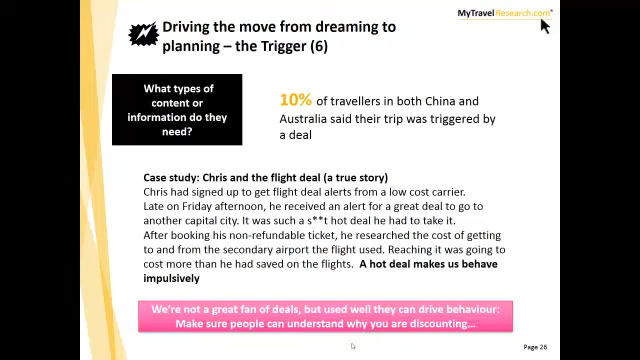 Driving the move from dreaming to
planning – the Trigger (6)
MyTravelResearch.com®
What types of
content or
information do they
need?
10% of travellers in both China and
Australia said their trip was triggered by
a deal
Case study: Chris and the flight deal (a true story)
Chris had signed up to get flight deal alerts from a low cost carrier.
Late on Friday afternoon, he received an alert for a great deal to go to
another capital city. It was such a s**t hot deal he had to take it.
After booking his non-refundable ticket, he researched the cost of getting
to and from the secondary airport the flight used. Reaching it was going to
cost more than he had saved on the flights. A hot deal makes us behave
impulsively
We're not a great fan of deals, but used well they can drive behaviour:
Make sure people can understand why you are discounting...
Page 26